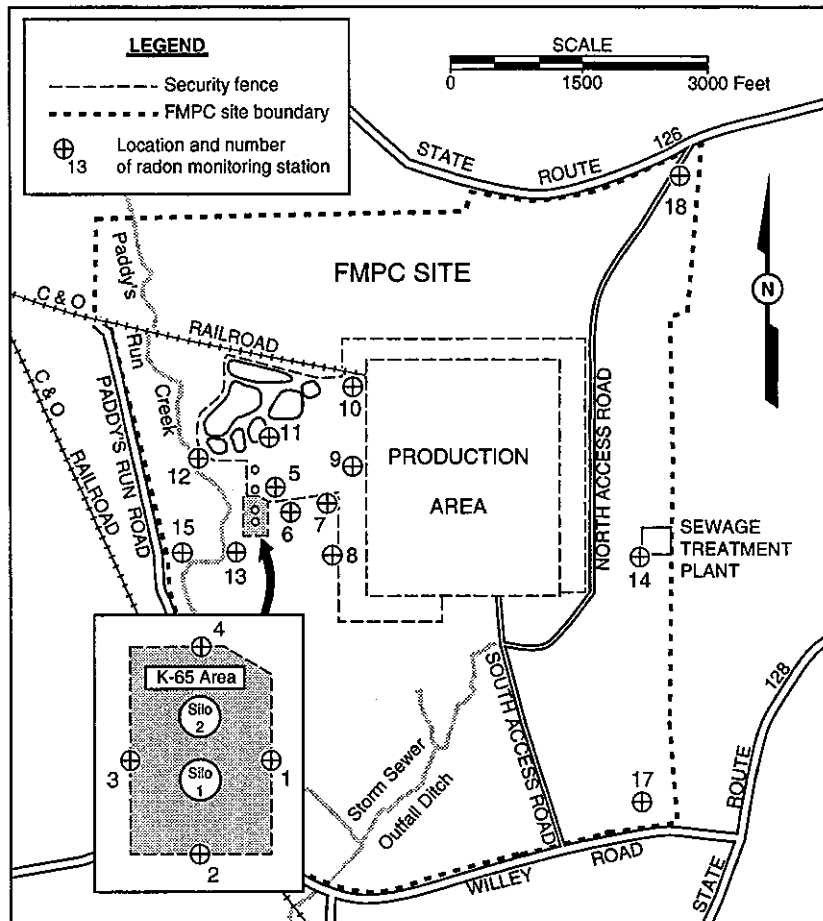 LEGEND
Security fence
FMPC site boundary
13
Location and number
of radon monitoring station
SCALE
0 1500 3000 Feet
STATE ROUTE 126
18
FMPC SITE
N
Paddy's Run Creek
C & O RAILROAD
C & O RAILROAD
PADDY'S RUN ROAD
10
11
12
9
5
6
7
8
15
13
PRODUCTION
AREA
NORTH ACCESS ROAD
SEWAGE
TREATMENT
PLANT
14
4
K-65 Area
Silo
2
3
Silo
1
1
2
Storm Sewer
Outfall Ditch
SOUTH ACCESS ROAD
17
WILLEY ROAD
STATE ROUTE 128